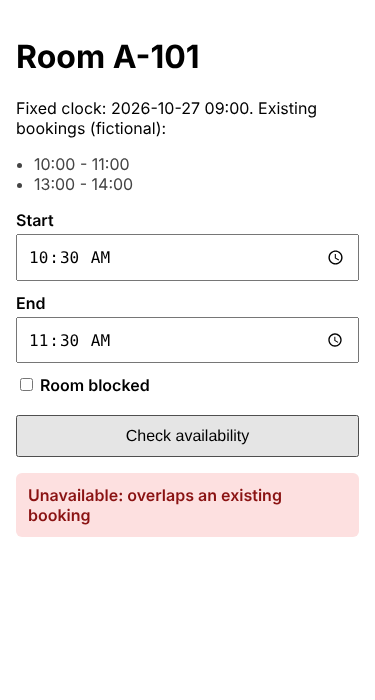 Room A-101
Fixed clock: 2026-10-27 09:00. Existing
bookings (fictional):
10:00 - 11:00
13:00 - 14:00
Start
10:30 AM
End
11:30 AM
Room blocked
Check availability
Unavailable: overlaps an existing
booking